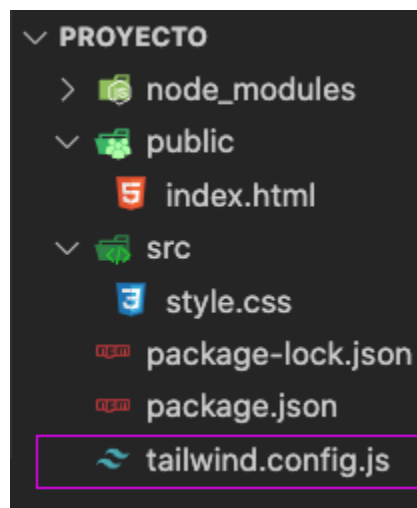 PROYECTO
node_modules
public
index.html
src
style.css
package-lock.json
package.json
tailwind.config.js